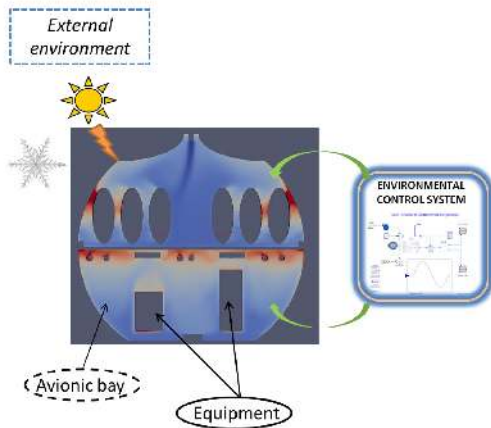 External
environment
ENVIRONMENTAL
CONTROL SYSTEM
Avionic bay
Equipment